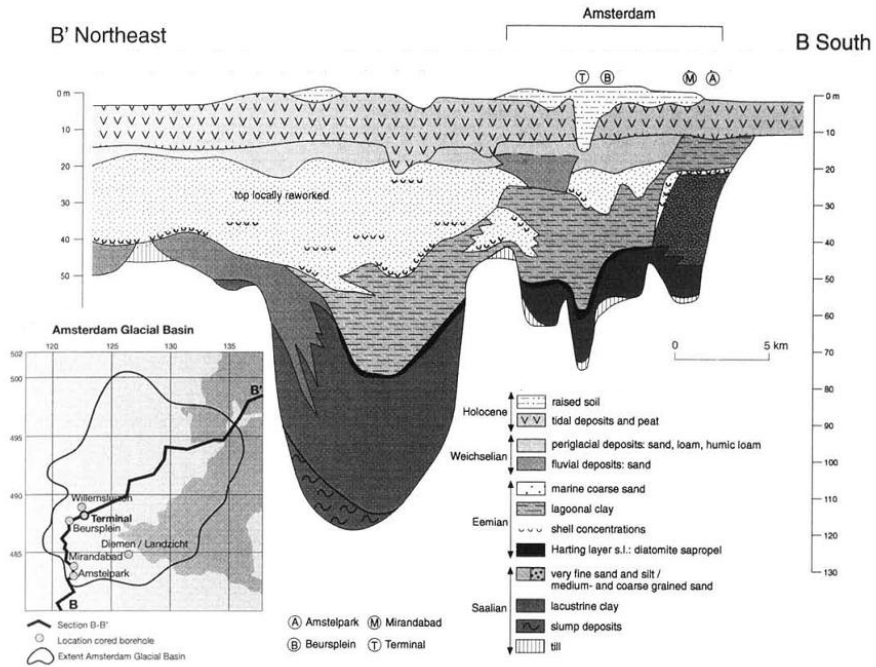 Amsterdam
B' Northeast
B South
T B M A
0 m
10
20
30
40
50
0 m
10
20
30
40
50
60
70
80
90
100
110
120
130
top locally reworked
0 5 km
Amsterdam Glacial Basin
120 125 130 135
502
500
495
490
485
B'
Terminal
Beursplein
Diemen / Landzicht
Mirandabad
Amstelpark
B
Section B-B'
Location cored borehole
Extent Amsterdam Glacial Basin
A Amstelpark M Mirandabad
B Beursplein T Terminal
Holocene
raised soil
tidal deposits and peat
Weichselian
periglacial deposits: sand, loam, humic loam
fluvial deposits: sand
Eemian
marine coarse sand
lagoonal clay
shell concentrations
Harting layer s.l.: diatomite sapropel
Saalian
very fine sand and silt /
medium- and coarse grained sand
lacustrine clay
slump deposits
till